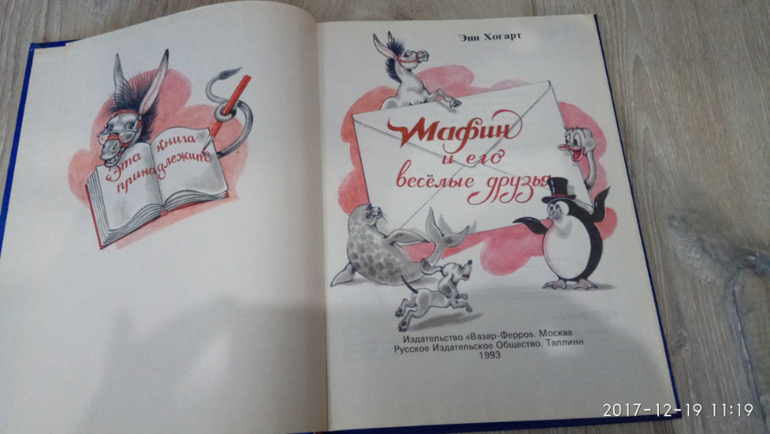 Эта книга
принадлежит
Энн Хогарт
Мафин
и его
весёлые друзья
Издательство «Вазар-Ферро». Москва
Русское Издательское Общество. Таллинн
1993
2017-12-19 11:19